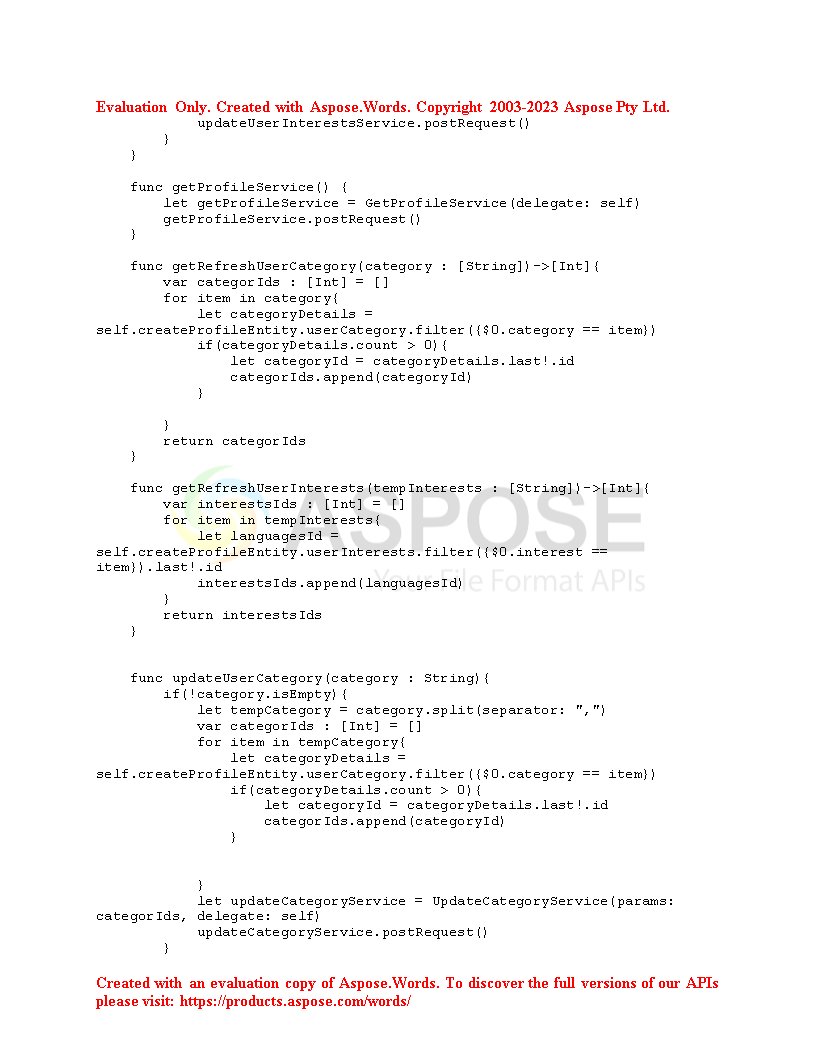 Evaluation Only. Created with Aspose.Words. Copyright 2003-2023 Aspose Pty Ltd.
            updateUserInterestsService.postRequest()
        }
    }

    func getProfileService() {
        let getProfileService = GetProfileService(delegate: self)
        getProfileService.postRequest()
    }

    func getRefreshUserCategory(category : [String])->[Int]{
        var categorIds : [Int] = []
        for item in category{
            let categoryDetails =
self.createProfileEntity.userCategory.filter({$0.category == item})
            if(categoryDetails.count > 0){
                let categoryId = categoryDetails.last!.id
                categorIds.append(categoryId)
            }

        }
        return categorIds
    }

    func getRefreshUserInterests(tempInterests : [String])->[Int]{
        var interestsIds : [Int] = []
        for item in tempInterests{
            let languagesId =
self.createProfileEntity.userInterests.filter({$0.interest ==
item}).last!.id
            interestsIds.append(languagesId)
        }
        return interestsIds
    }
ASPOSE
Your File Format APIs

    func updateUserCategory(category : String){
        if(!category.isEmpty){
            let tempCategory = category.split(separator: ",")
            var categorIds : [Int] = []
            for item in tempCategory{
                let categoryDetails =
self.createProfileEntity.userCategory.filter({$0.category == item})
                if(categoryDetails.count > 0){
                    let categoryId = categoryDetails.last!.id
                    categorIds.append(categoryId)
                }


            }
            let updateCategoryService = UpdateCategoryService(params:
categorIds, delegate: self)
            updateCategoryService.postRequest()
        }
Created with an evaluation copy of Aspose.Words. To discover the full versions of our APIs
please visit: https://products.aspose.com/words/